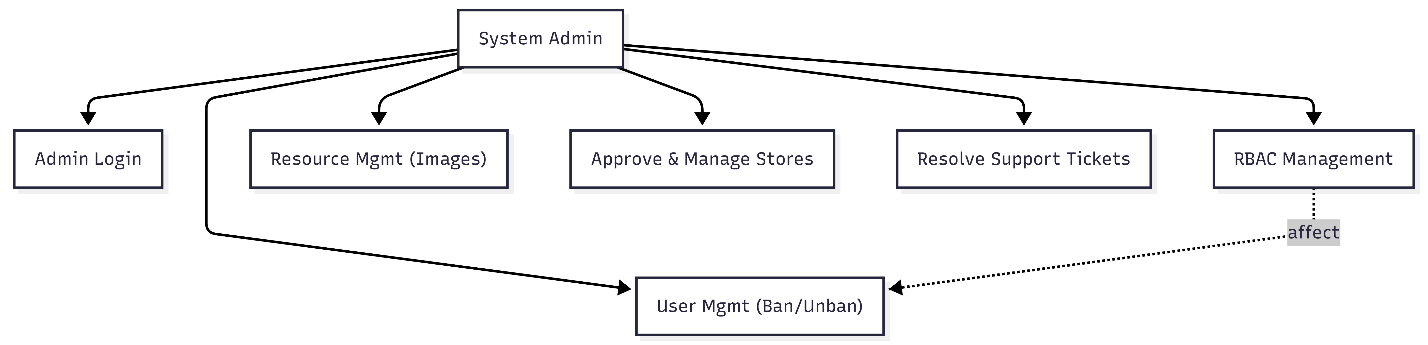 System Admin
Admin Login
Resource Mgmt (Images)
Approve & Manage Stores
Resolve Support Tickets
RBAC Management
affect
User Mgmt (Ban/Unban)